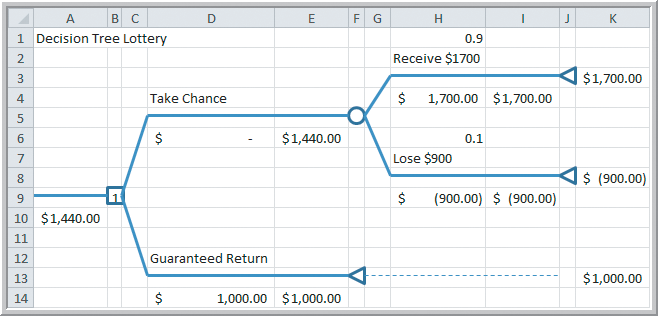 A B C D E F G H I J K
1 Decision Tree Lottery 0.9
2 Receive $1700
3 $1,700.00
4 Take Chance $ 1,700.00 $1,700.00
5
6 $ - $1,440.00 0.1
7 Lose $900
8 $ (900.00)
9 1 $ (900.00) $ (900.00)
10 $1,440.00
11
12 Guaranteed Return
13 $1,000.00
14 $ 1,000.00 $1,000.00